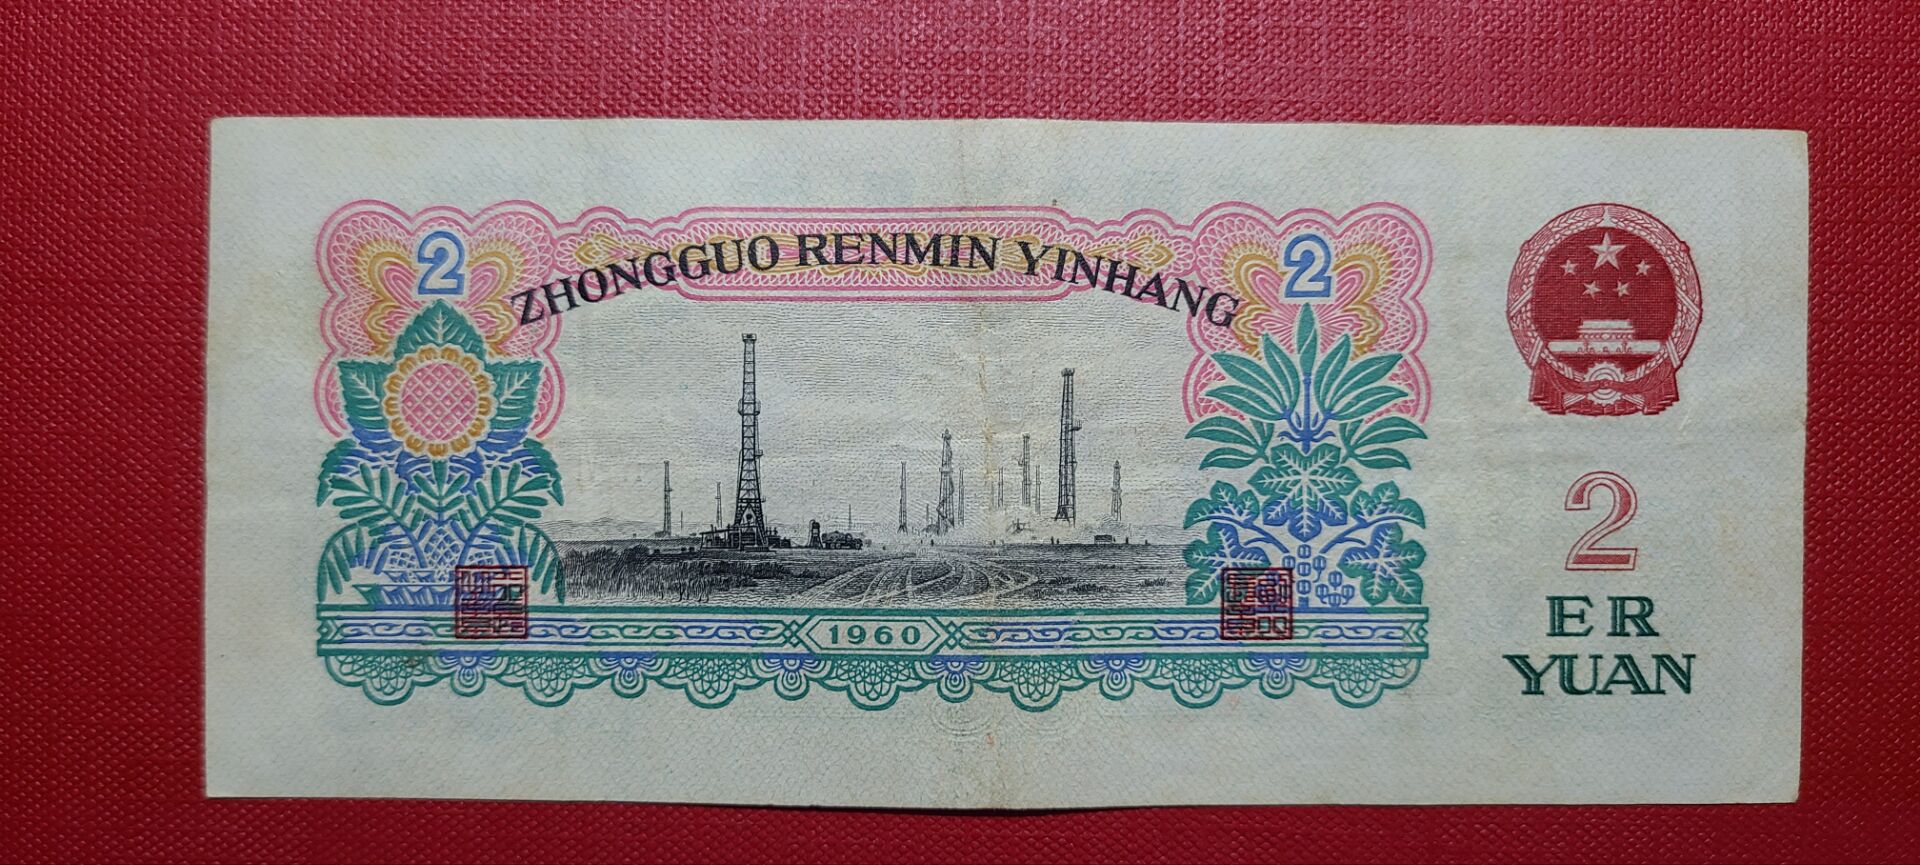 2
ZHONGGUO RENMIN YINHANG
2
1960
2
ER
YUAN